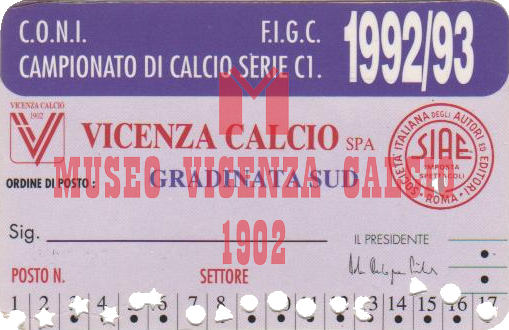 C.O.N.I. F.I.G.C. 1992/93
CAMPIONATO DI CALCIO SERIE C1.
VICENZA CALCIO
1902
VICENZA CALCIO SPA
SOCIETÀ ITALIANA DEGLI AUTORI ED EDITORI
SIAE
IMPOSTA
SPETTACOLI
ROMA
MUSEO VICENZA CALCIO
1902
ORDINE DI POSTO: GRADINATA SUD
Sig.
IL PRESIDENTE
POSTO N. SETTORE
1 2 3 4 5 6 7 8 9 10 11 12 13 14 15 16 17